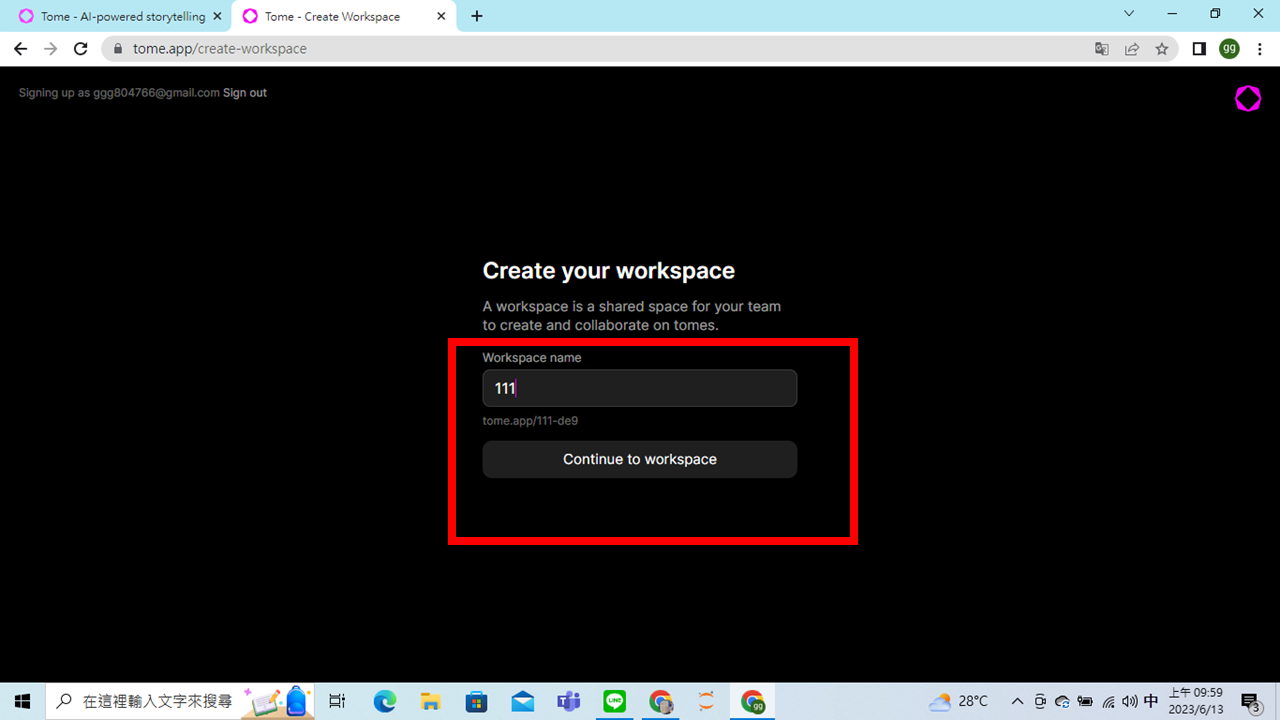 Tome - AI-powered storytelling
Tome - Create Workspace
tome.app/create-workspace
gg
Signing up as ggg804766@gmail.com Sign out
Create your workspace
A workspace is a shared space for your team
to create and collaborate on tomes.
Workspace name
111
tome.app/111-de9
Continue to workspace
在這裡輸入文字來搜尋
LINE
gg
28°C
中
上午 09:59
2023/6/13
3